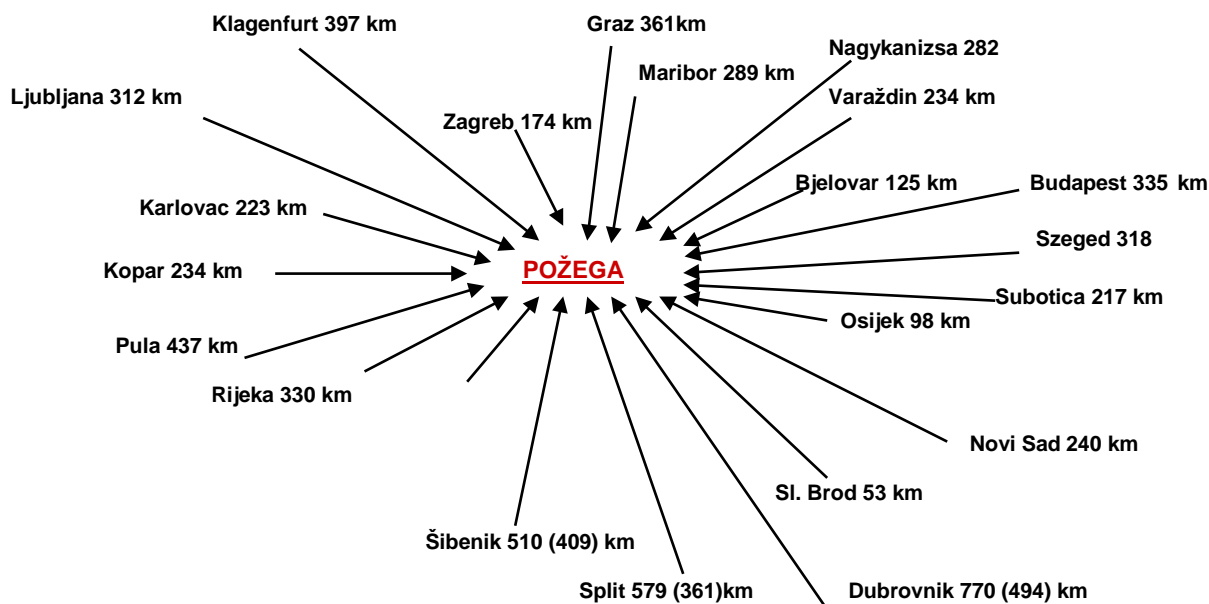 Klagenfurt 397 km
Graz 361km
Nagykanizsa 282
Maribor 289 km
Ljubljana 312 km
Varaždin 234 km
Zagreb 174 km
Bjelovar 125 km
Budapest 335 km
Karlovac 223 km
Szeged 318
Kopar 234 km
POŽEGA
Subotica 217 km
Osijek 98 km
Pula 437 km
Rijeka 330 km
Novi Sad 240 km
Sl. Brod 53 km
Šibenik 510 (409) km
Split 579 (361)km
Dubrovnik 770 (494) km